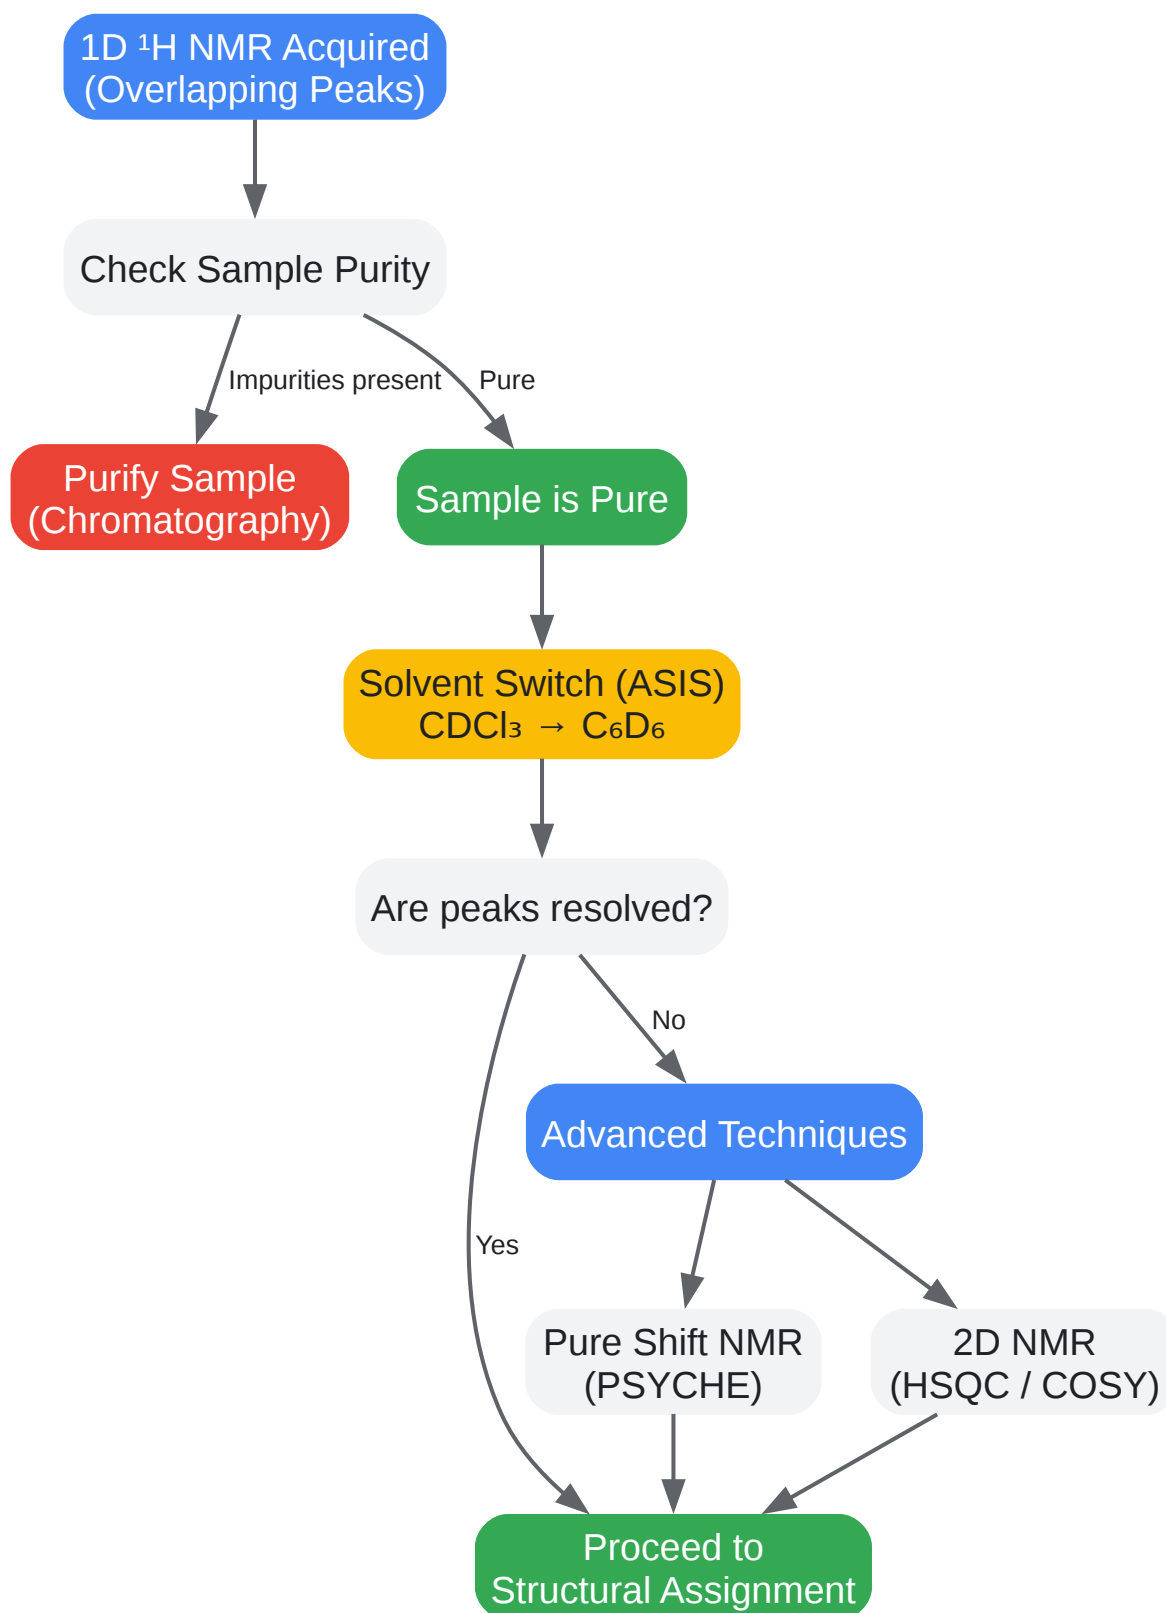 1D ¹H NMR Acquired
(Overlapping Peaks)
Check Sample Purity
Impurities present
Pure
Purify Sample
(Chromatography)
Sample is Pure
Solvent Switch (ASIS)
CDCl₃ → C₆D₆
Are peaks resolved?
No
Advanced Techniques
Yes
Pure Shift NMR
(PSYCHE)
2D NMR
(HSQC / COSY)
Proceed to
Structural Assignment